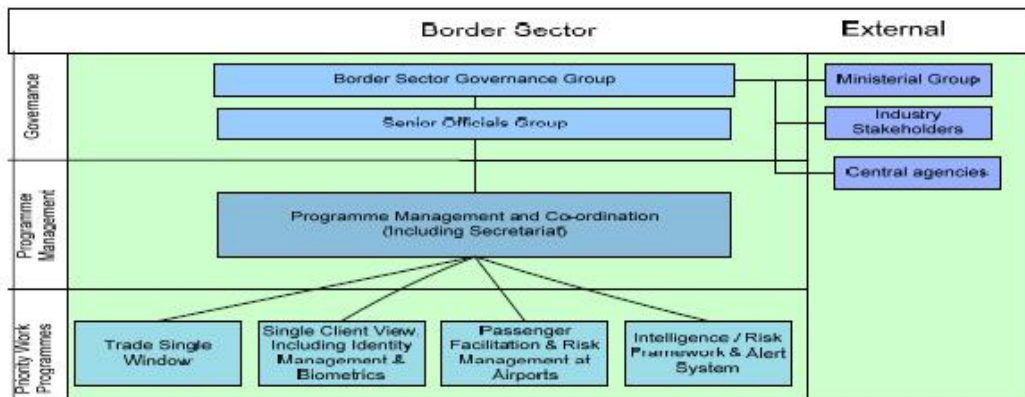 Border Sector
External
Governance
Border Sector Governance Group
Ministerial Group
Senior Officials Group
Industry
Stakeholders
Central agencies
Programme
Management
Programme Management and Co-ordination
(Including Secretariat)
Priority Work
Programmes
Trade Single
Window
Single Client View
Including Identity
Management &
Biometrics
Passenger
Facilitation & Risk
Management at
Airports
Intelligence / Risk
Framework & Alert
System